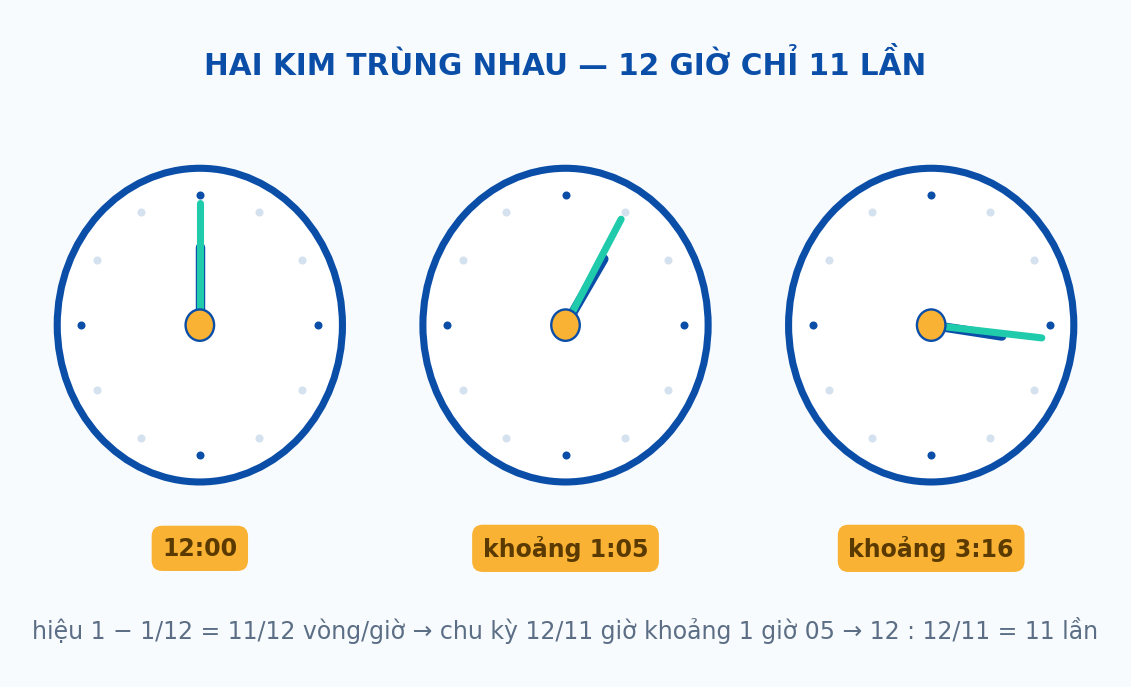 HAI KIM TRÙNG NHAU — 12 GIỜ CHỈ 11 LẦN
12:00
khoảng 1:05
khoảng 3:16
hiệu 1 − 1/12 = 11/12 vòng/giờ → chu kỳ 12/11 giờ khoảng 1 giờ 05 → 12 : 12/11 = 11 lần